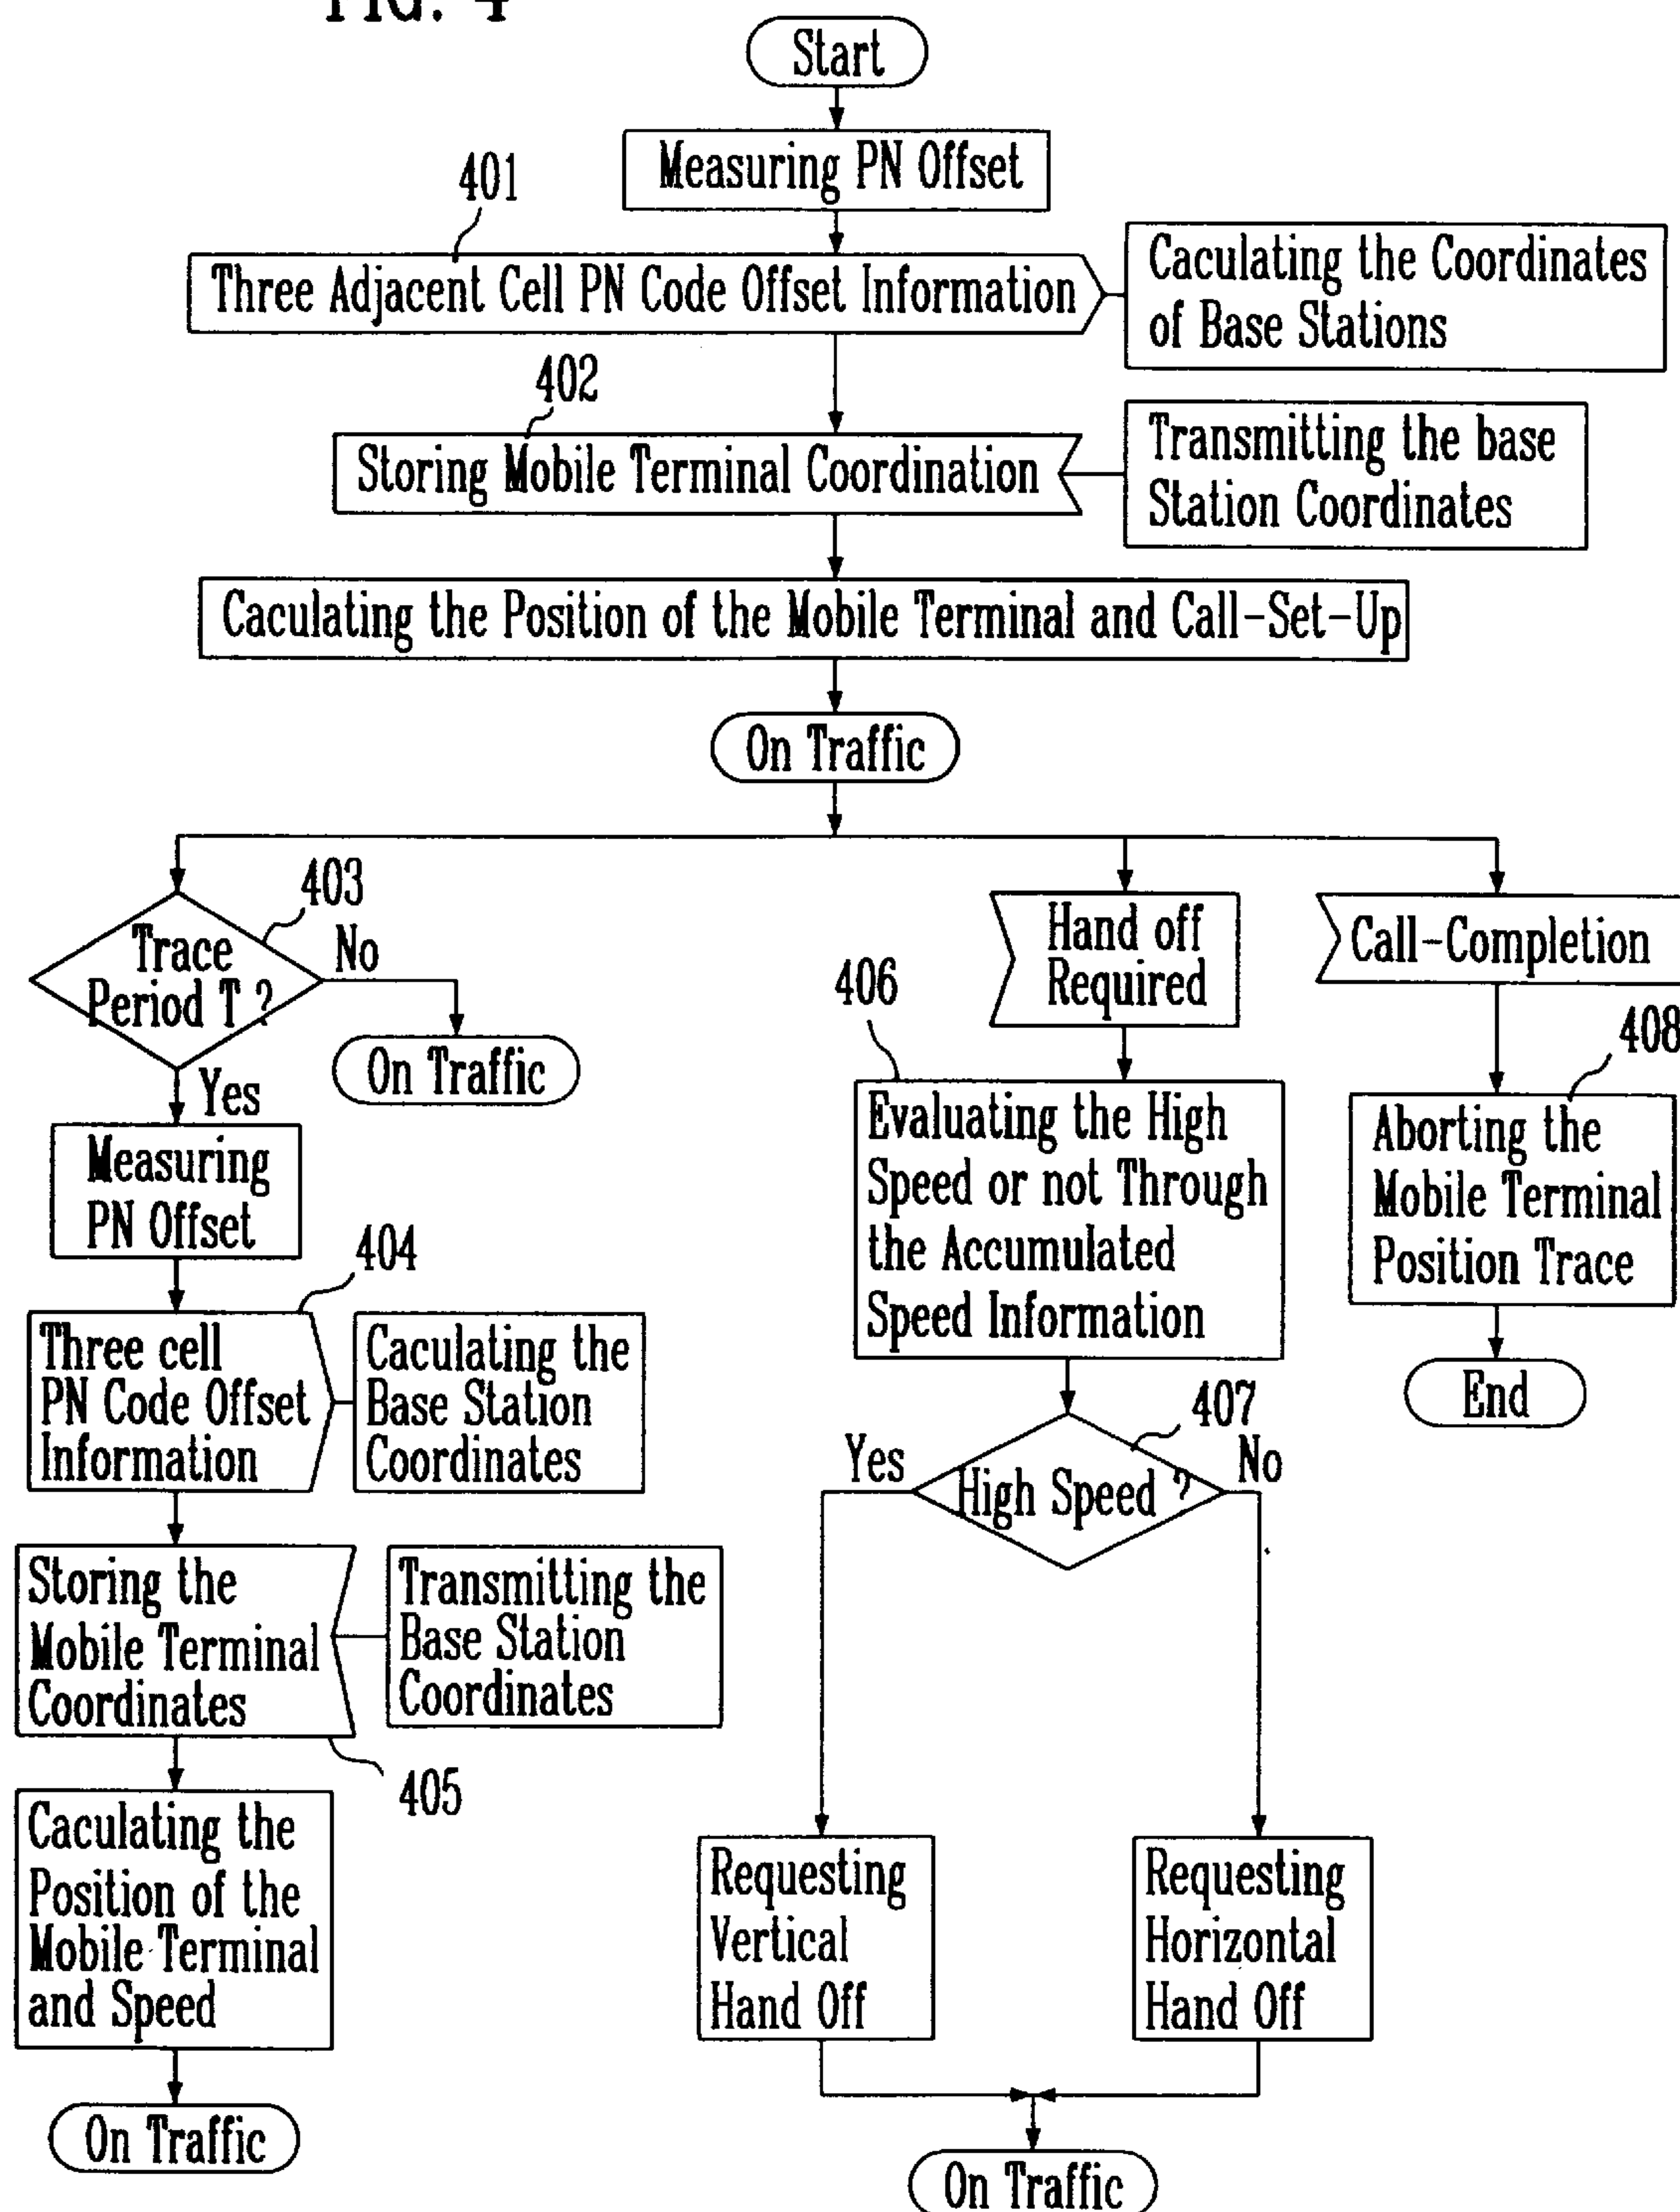 FIG. 4
Start
Measuring PN Offset
401
Three Adjacent Cell PN Code Offset Information
Caculating the Coordinates
of Base Stations
402
Storing Mobile Terminal Coordination
Transmitting the base
Station Coordinates
Caculating the Position of the Mobile Terminal and Call-Set-Up
On Traffic
403
Trace
Period T ?
No
On Traffic
Yes
Measuring
PN Offset
404
Three cell
PN Code Offset
Information
Caculating the
Base Station
Coordinates
Storing the
Mobile Terminal
Coordinates
Transmitting the
Base Station
Coordinates
405
Caculating the
Position of the
Mobile Terminal
and Speed
On Traffic
Hand off
Required
406
Evaluating the High
Speed or not Through
the Accumulated
Speed Information
407
High Speed ?
Yes
No
Requesting
Vertical
Hand Off
Requesting
Horizontal
Hand Off
On Traffic
Call-Completion
408
Aborting the
Mobile Terminal
Position Trace
End